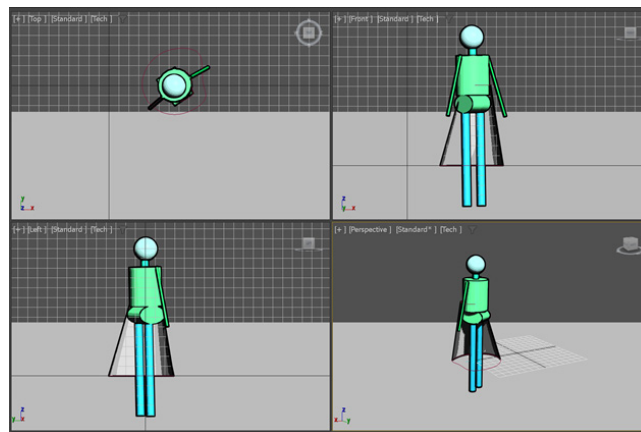 [+] [Top] [Standard] [Tech]
[+] [Front] [Standard] [Tech]
y
z x
z
y x
[+] [Left] [Standard] [Tech]
[+] [Perspective] [Standard*] [Tech]
z
y x
z
x y